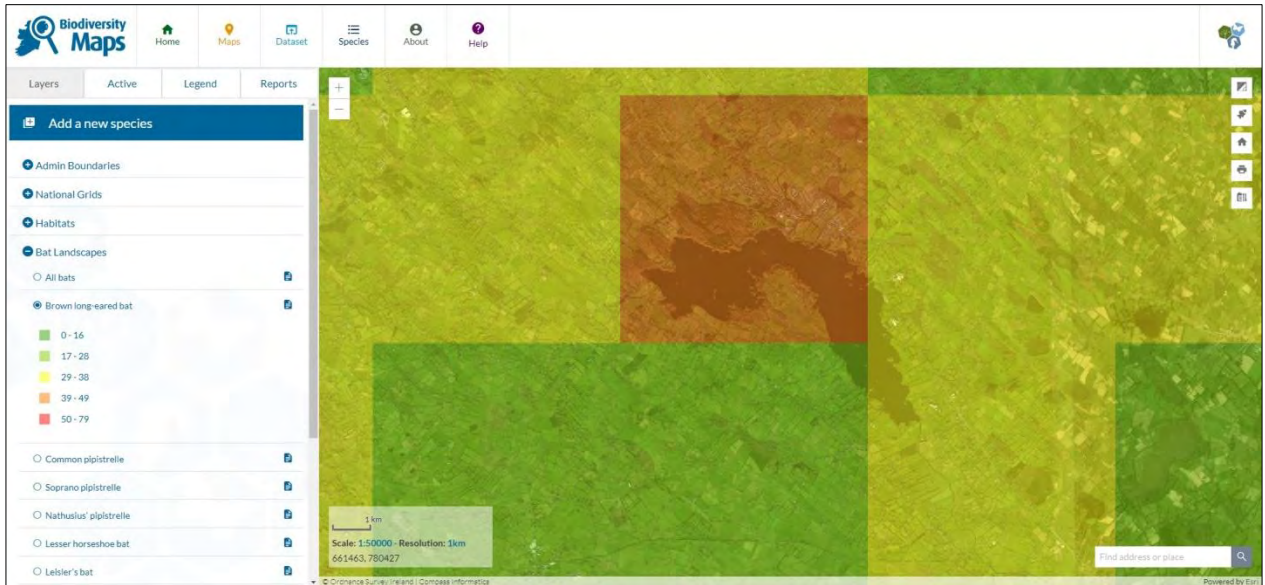 Biodiversity
Maps
Home
Maps
Dataset
Species
About
Help
Layers
Active
Legend
Reports
Add a new species
Admin Boundaries
National Grids
Habitats
Bat Landscapes
All bats
Brown long-eared bat
0 - 16
17 - 28
29 - 38
39 - 49
50 - 79
Common pipistrelle
Soprano pipistrelle
Nathusius' pipistrelle
Lesser horseshoe bat
Leisler's bat
+
−
1 km
Scale: 1:50000 - Resolution: 1km
661463, 780427
Find address or place
© Ordnance Survey Ireland | Compass Informatics
Powered by Esri